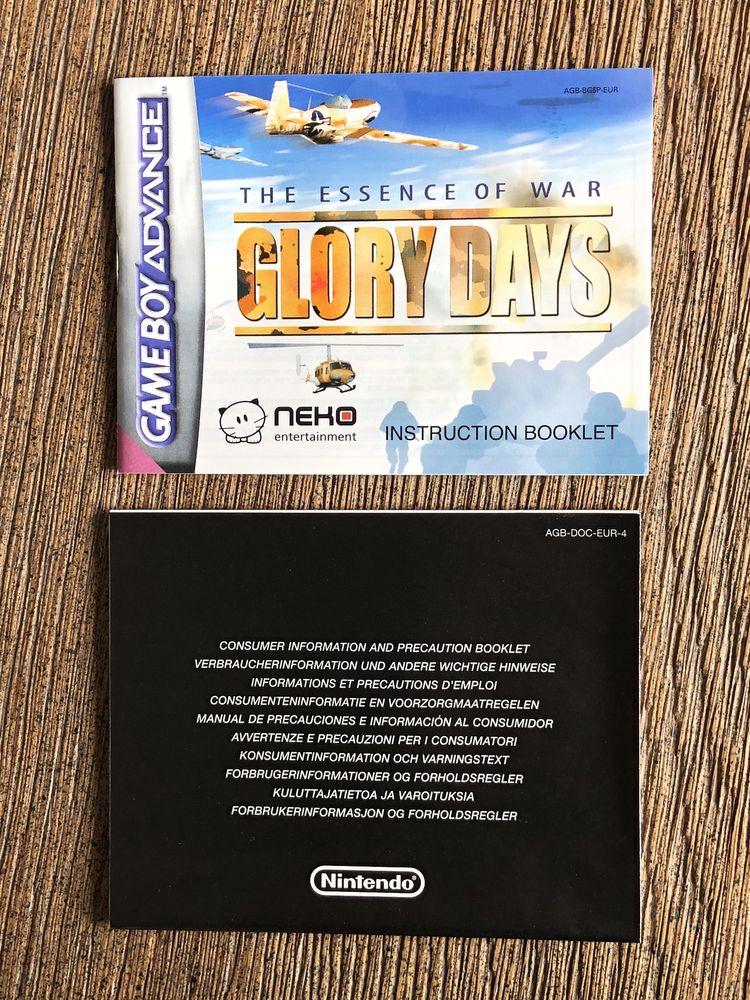 GAME BOY ADVANCE™
AGB-BG6P-EUR
THE ESSENCE OF WAR
GLORY DAYS
NEKO
entertainment
INSTRUCTION BOOKLET
AGB-DOC-EUR-4
CONSUMER INFORMATION AND PRECAUTION BOOKLET
VERBRAUCHERINFORMATION UND ANDERE WICHTIGE HINWEISE
INFORMATIONS ET PRECAUTIONS D'EMPLOI
CONSUMENTENINFORMATIE EN VOORZORGMAATREGELEN
MANUAL DE PRECAUCIONES E INFORMACIÓN AL CONSUMIDOR
AVVERTENZE E PRECAUZIONI PER I CONSUMATORI
KONSUMENTINFORMATION OCH VARNINGSTEXT
FORBRUGERINFORMATIONER OG FORHOLDSREGLER
KULUTTAJATIETOA JA VAROITUKSIA
FORBRUKERINFORMASJON OG FORHOLDSREGLER
Nintendo®